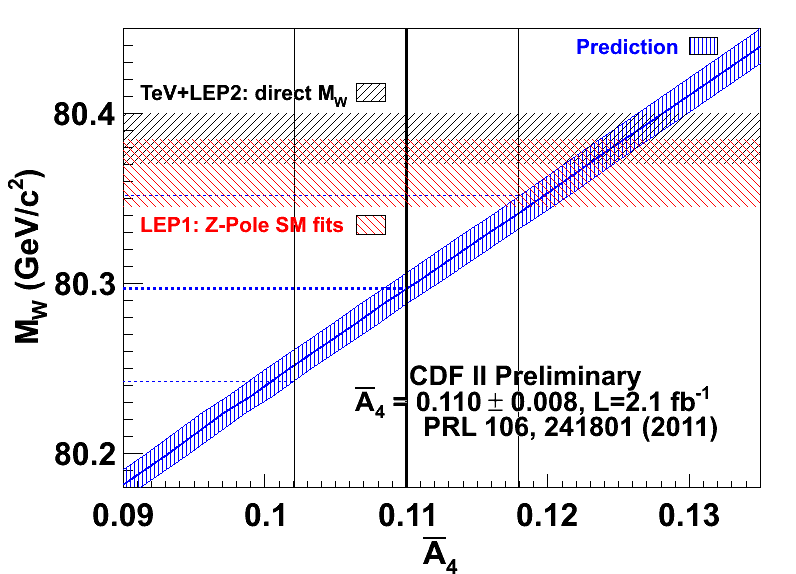 Prediction
TeV+LEP2: direct M_W
80.4
LEP1: Z-Pole SM fits
80.3
M_W (GeV/c²)
CDF II Preliminary
A̅₄ = 0.110 ± 0.008, L=2.1 fb⁻¹
PRL 106, 241801 (2011)
80.2
0.09 0.1 0.11 0.12 0.13
A̅₄